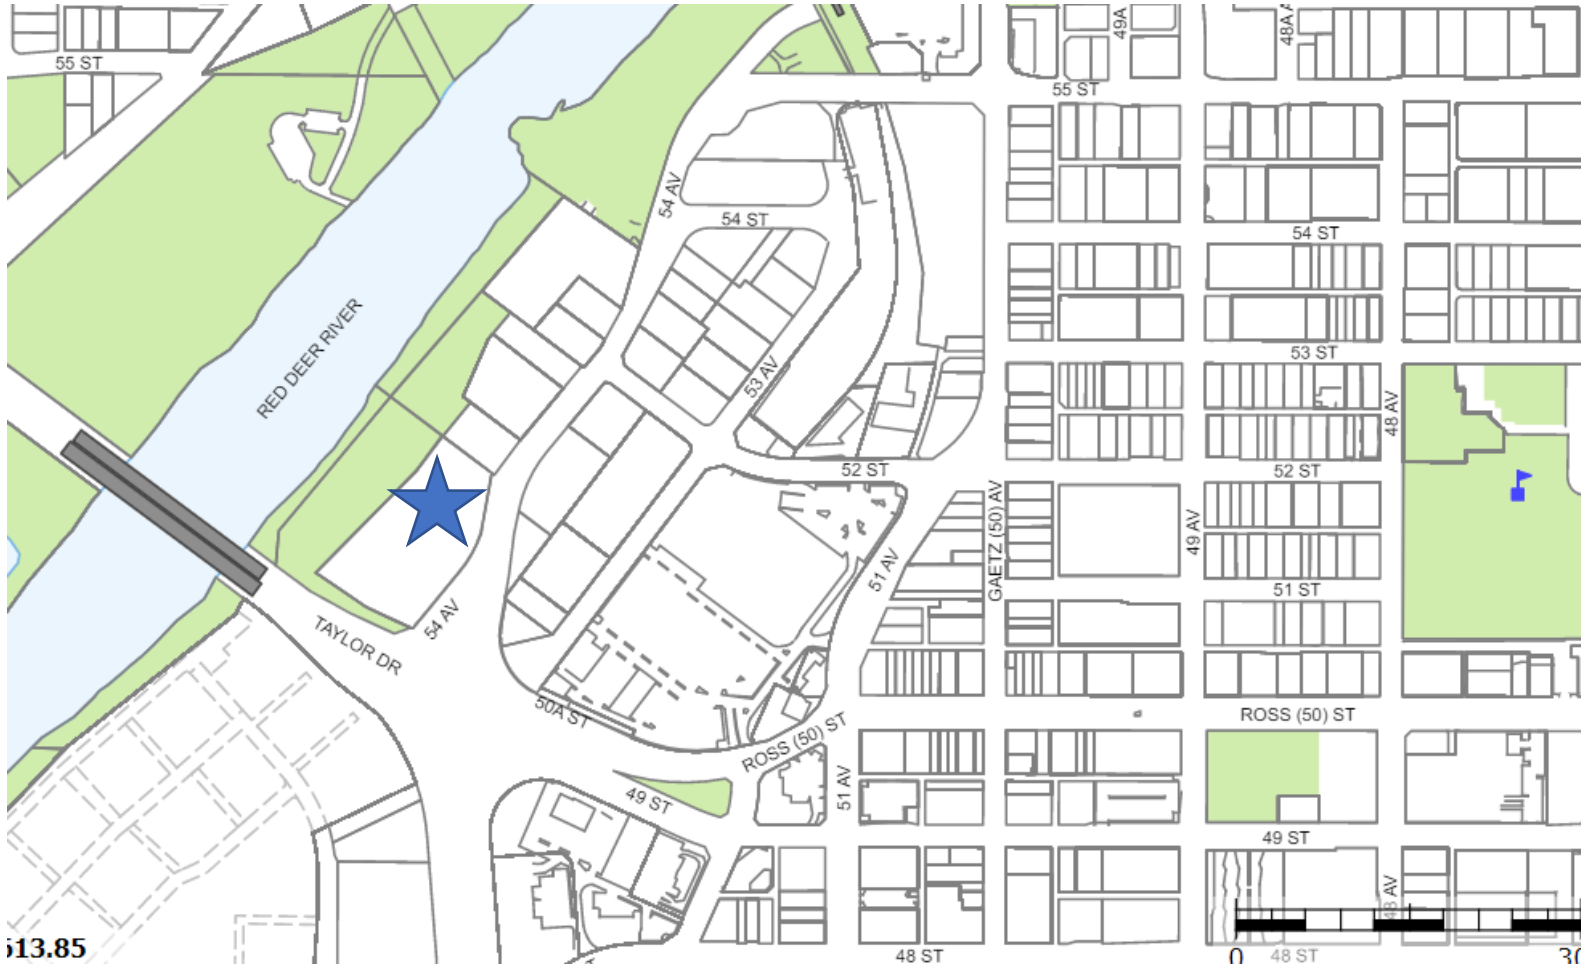 49A
48A A
55 ST
55 ST
54 AV
54 ST
54 ST
RED DEER RIVER
53 ST
53 AV
48 AV
52 ST
52 ST
GAETZ (50) AV
49 AV
51 AV
51 ST
54 AV
TAYLOR DR
50A ST
ROSS (50) ST
ROSS (50) ST
51 AV
49 ST
49 ST
48 AV
513.85
48 ST
0
48 ST
30